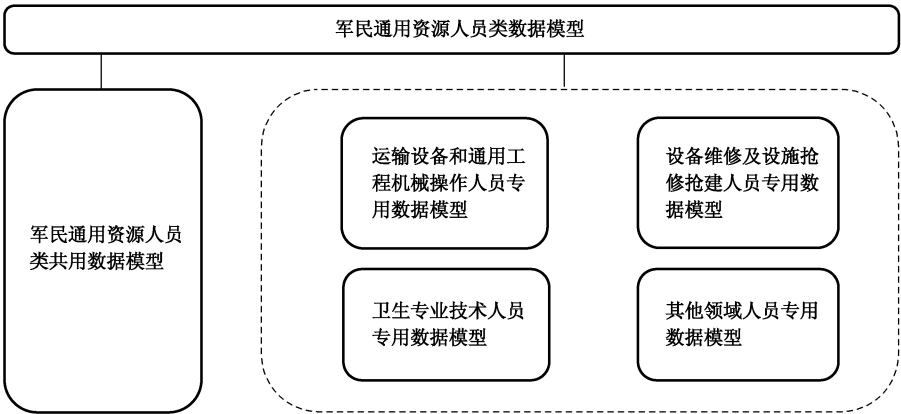 军民通用资源人员类数据模型
军民通用资源人员
类共用数据模型
运输设备和通用工
程机械操作人员专
用数据模型
设备维修及设施抢
修抢建人员专用数
据模型
卫生专业技术人员
专用数据模型
其他领域人员专用
数据模型